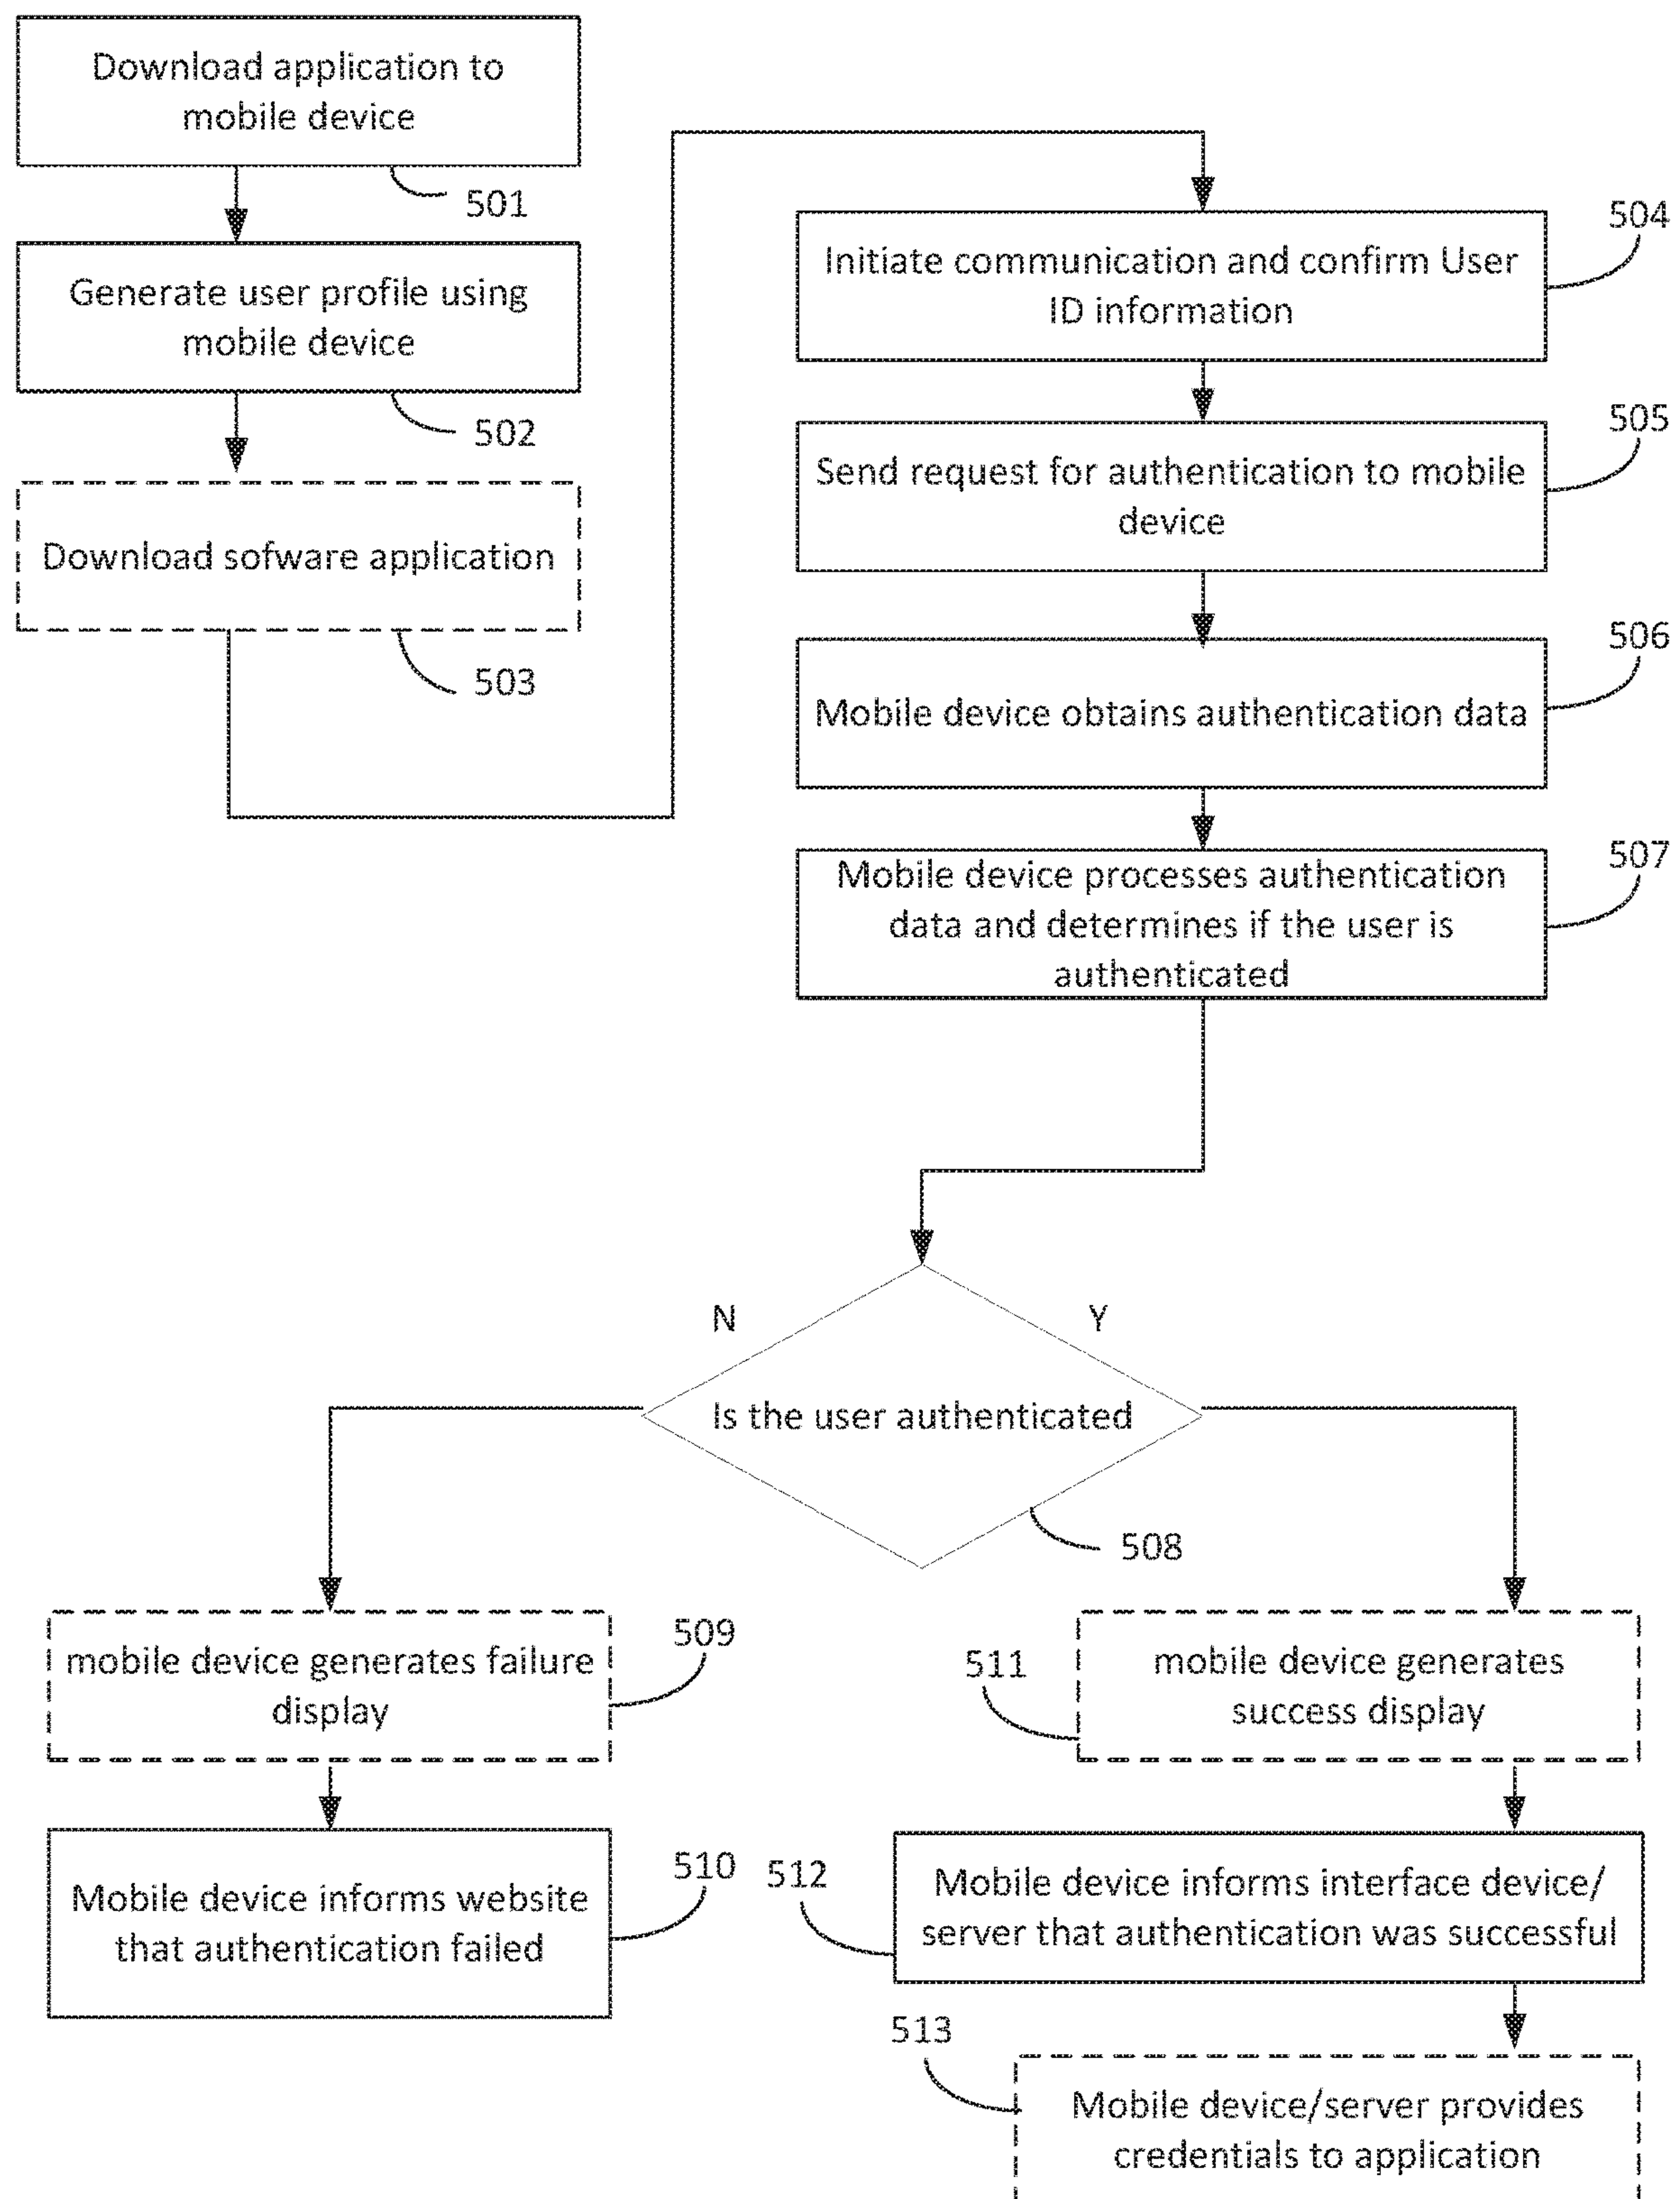 Download application to
mobile device
501
Generate user profile using
mobile device
502
Download sofware application
503
504
Initiate communication and confirm User
ID information
505
Send request for authentication to mobile
device
506
Mobile device obtains authentication data
507
Mobile device processes authentication
data and determines if the user is
authenticated
N
Y
Is the user authenticated
508
mobile device generates failure
display
509
Mobile device informs website
that authentication failed
510
511
mobile device generates
success display
512
Mobile device informs interface device/
server that authentication was successful
513
Mobile device/server provides
credentials to application